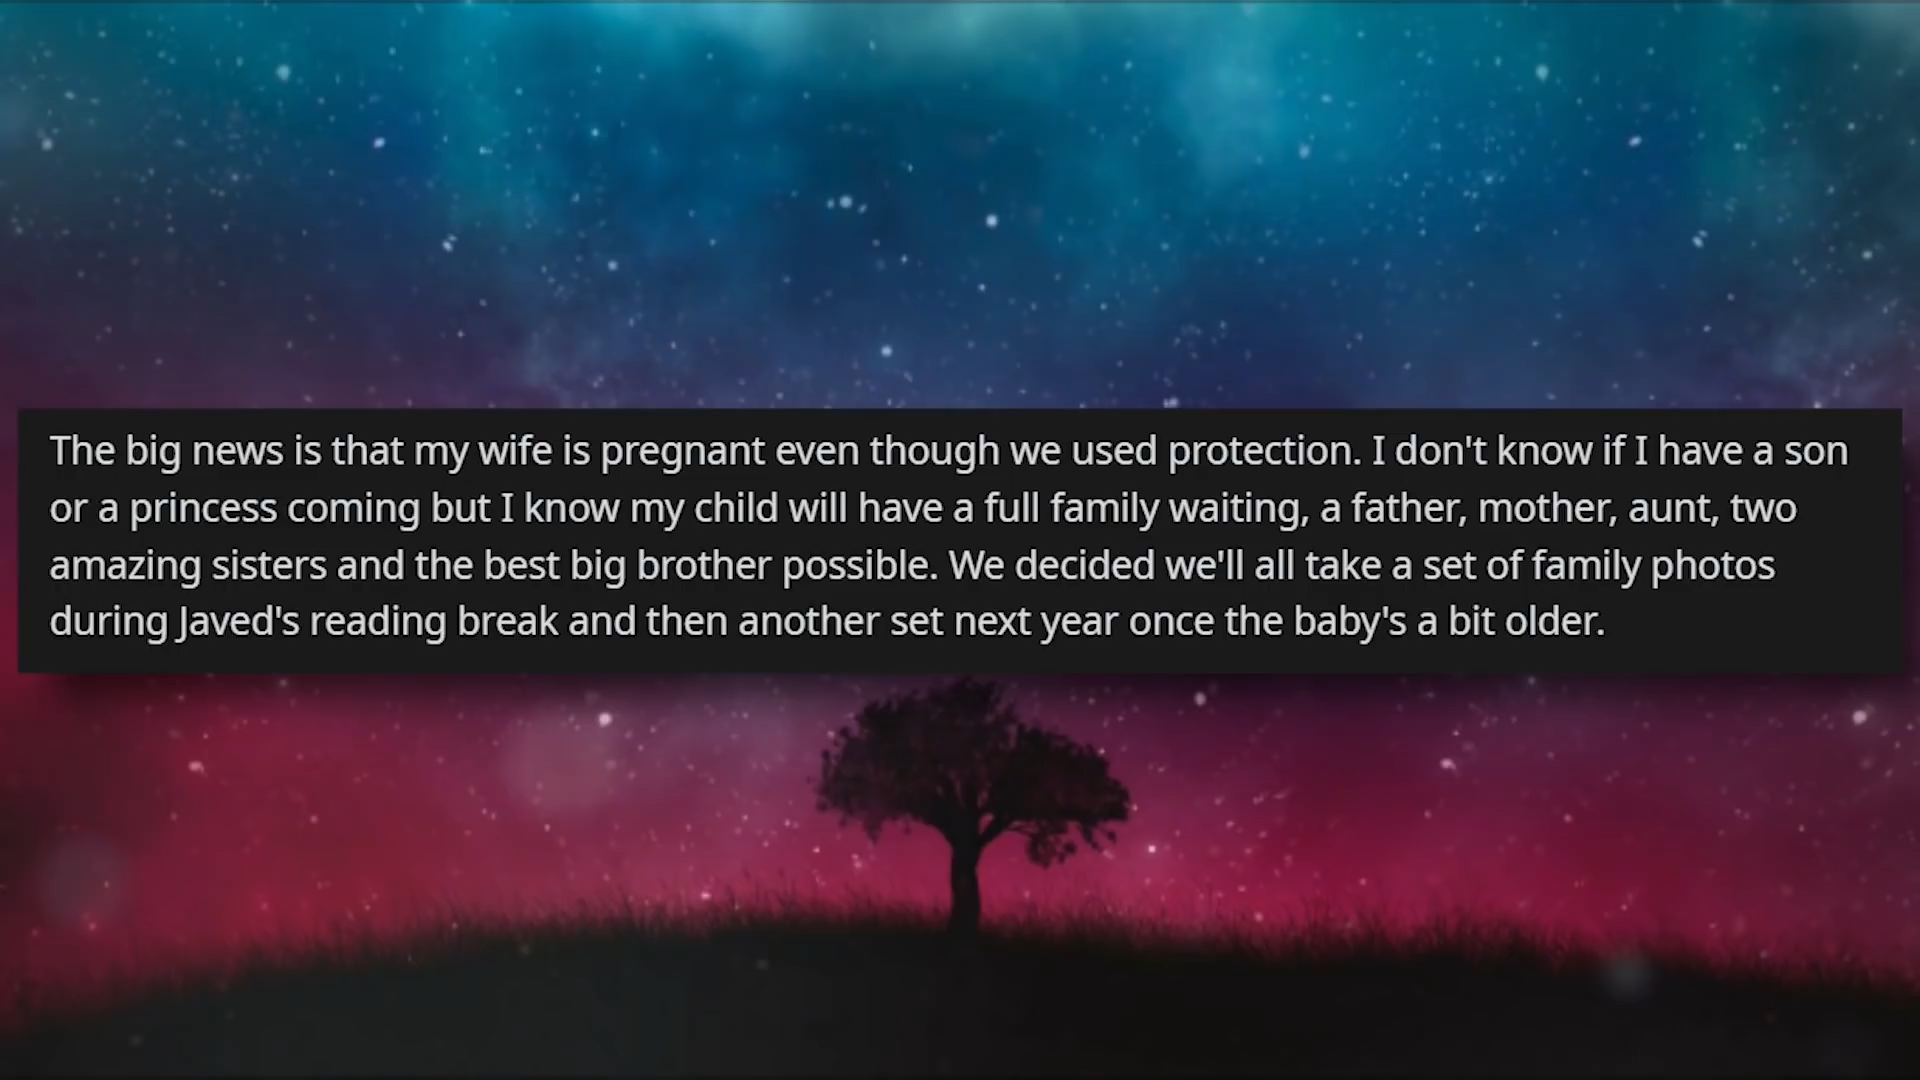 The big news is that my wife is pregnant even though we used protection. I don't know if I have a son
or a princess coming but I know my child will have a full family waiting, a father, mother, aunt, two
amazing sisters and the best big brother possible. We decided we'll all take a set of family photos
during Javed's reading break and then another set next year once the baby's a bit older.